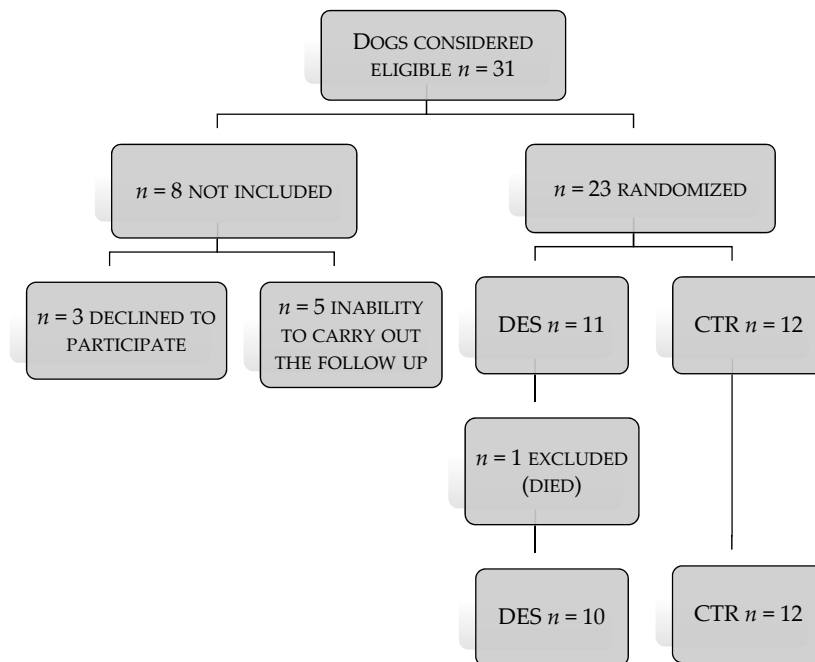 DOGS CONSIDERED
ELIGIBLE n = 31
n = 8 NOT INCLUDED
n = 23 RANDOMIZED
n = 3 DECLINED TO
PARTICIPATE
n = 5 INABILITY
TO CARRY OUT
THE FOLLOW UP
DES n = 11
CTR n = 12
n = 1 EXCLUDED
(DIED)
DES n = 10
CTR n = 12